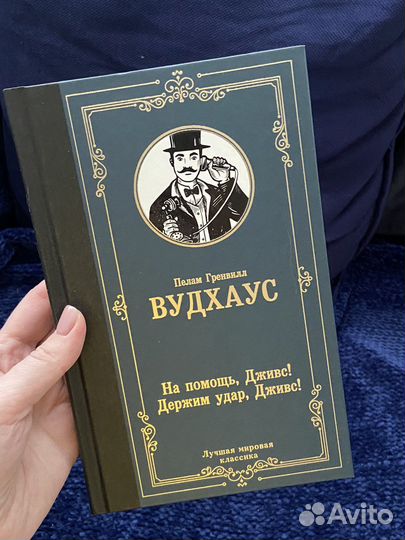 Пелам Гренвилл
ВУДХАУС
На помощь, Дживс!
Держим удар, Дживс!
Лучшая мировая
классика
Avito